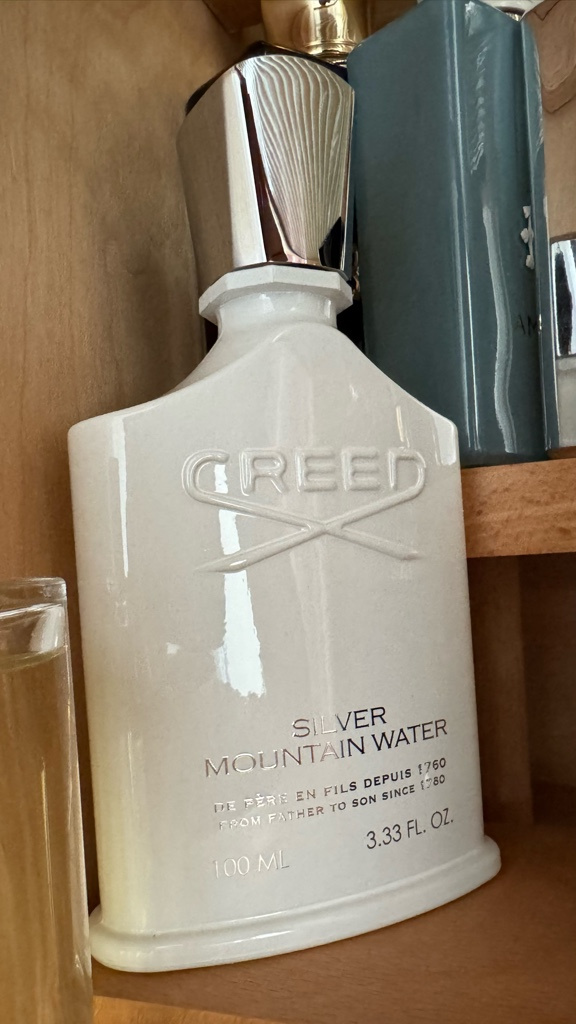 CREED
SILVER
MOUNTAIN WATER
DE PÈRE EN FILS DEPUIS 1760
FROM FATHER TO SON SINCE 1760
100 ML
3.33 FL. OZ.